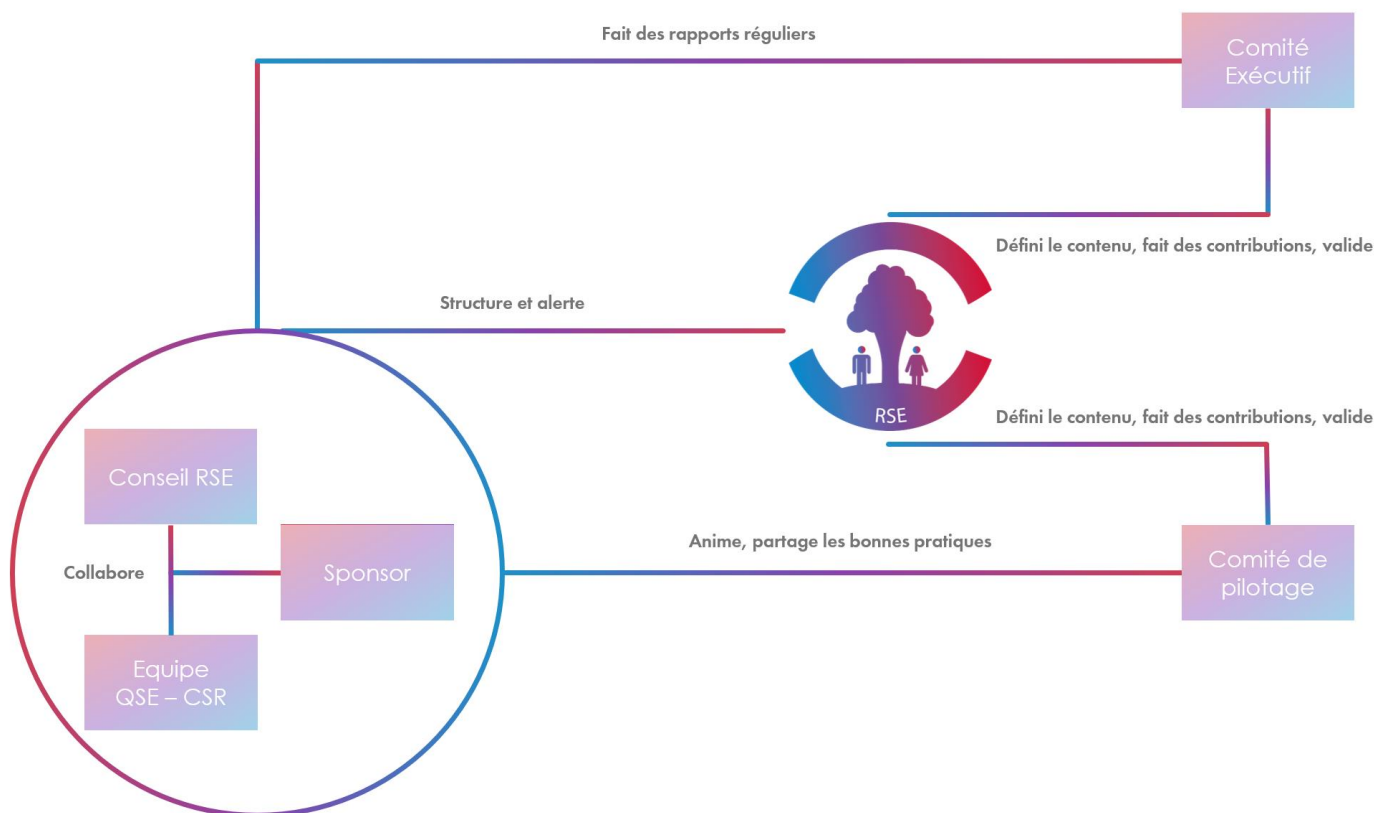 Fait des rapports réguliers
Comité
Exécutif
Défini le contenu, fait des contributions, valide
Structure et alerte
RSE
Défini le contenu, fait des contributions, valide
Conseil RSE
Collabore
Sponsor
Anime, partage les bonnes pratiques
Comité de
pilotage
Equipe
QSE – CSR